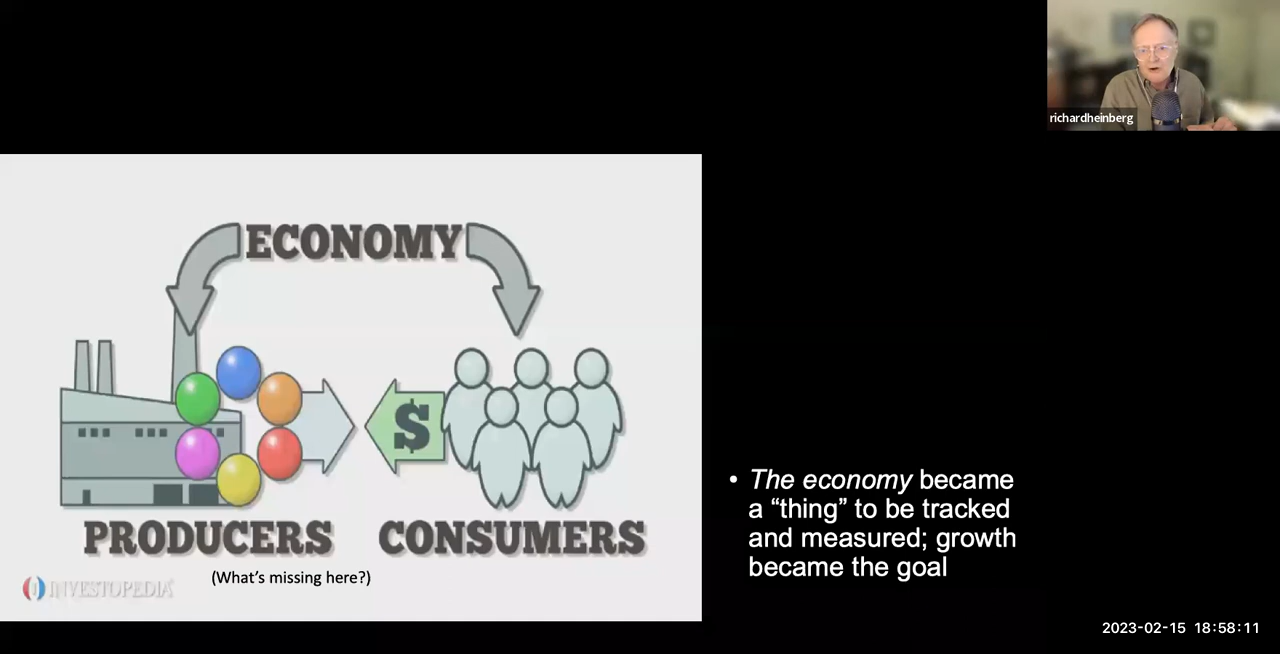 richardheinberg
ECONOMY
$
PRODUCERS
CONSUMERS
(What's missing here?)
INVESTOPEDIA
• The economy became
a “thing” to be tracked
and measured; growth
became the goal
2023-02-15 18:58:11